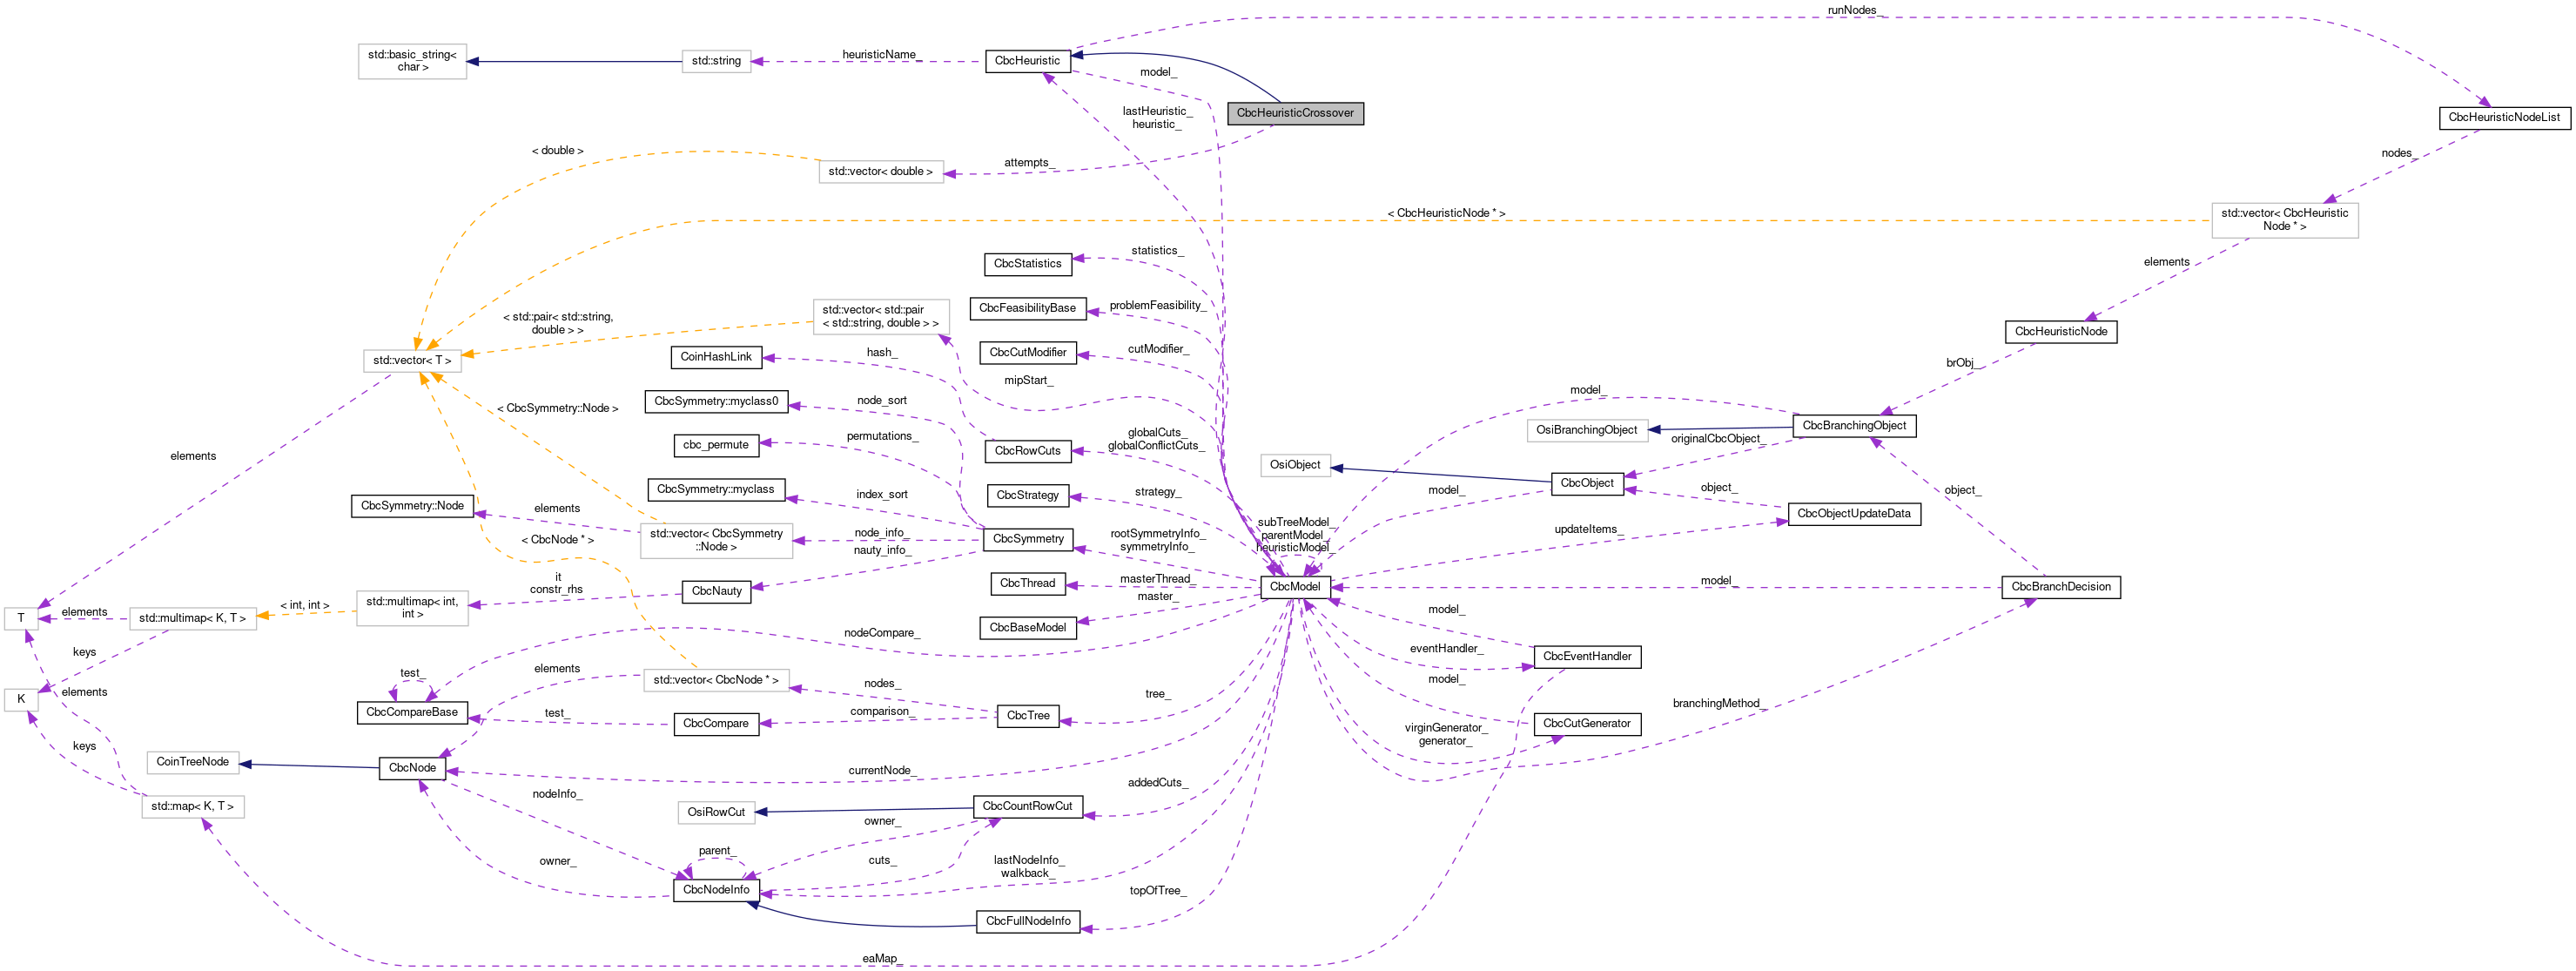 runNodes_
std::basic_string<
char >
std::string
heuristicName_
CbcHeuristic
model_
CbcHeuristicCrossover
lastHeuristic_
heuristic_
CbcHeuristicNodeList
< double >
std::vector< double >
attempts_
nodes_
< CbcHeuristicNode * >
std::vector< CbcHeuristic
Node * >
CbcStatistics
statistics_
elements
CbcFeasibilityBase
problemFeasibility_
< std::pair< std::string,
double > >
std::vector< std::pair
< std::string, double > >
CbcHeuristicNode
std::vector< T >
CoinHashLink
hash_
CbcCutModifier
cutModifier_
brObj_
mipStart_
model_
CbcSymmetry::myclass0
node_sort
< CbcSymmetry::Node >
OsiBranchingObject
CbcBranchingObject
cbc_permute
permutations_
CbcRowCuts
globalCuts_
globalConflictCuts_
originalCbcObject_
elements
OsiObject
CbcObject
CbcSymmetry::myclass
index_sort
CbcStrategy
strategy_
model_
object_
object_
CbcSymmetry::Node
elements
CbcObjectUpdateData
std::vector< CbcSymmetry
::Node >
node_info_
CbcSymmetry
rootSymmetryInfo_
symmetryInfo_
subTreeModel_
parentModel_
heuristicModel_
updateItems_
< CbcNode * >
nauty_info_
it
constr_rhs
CbcNauty
CbcThread
masterThread_
CbcModel
model_
CbcBranchDecision
T
elements
std::multimap< K, T >
< int, int >
std::multimap< int,
int >
master_
model_
CbcBaseModel
nodeCompare_
keys
eventHandler_
CbcEventHandler
test_
elements
std::vector< CbcNode * >
nodes_
tree_
model_
K
elements
CbcCompareBase
test_
CbcCompare
comparison_
CbcTree
branchingMethod_
CbcCutGenerator
virginGenerator_
generator_
keys
CoinTreeNode
CbcNode
currentNode_
addedCuts_
nodeInfo_
std::map< K, T >
OsiRowCut
CbcCountRowCut
owner_
parent_
owner_
cuts_
lastNodeInfo_
walkback_
CbcNodeInfo
topOfTree_
CbcFullNodeInfo
eaMap_